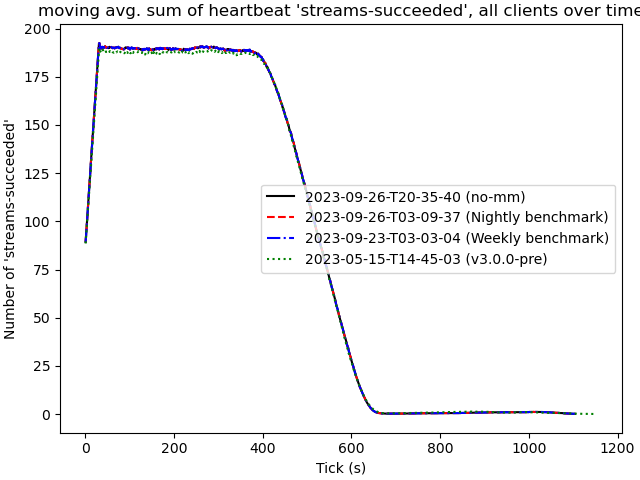 moving avg. sum of heartbeat 'streams-succeeded', all clients over time
Number of 'streams-succeeded'
200
175
150
125
100
75
50
25
0
2023-09-26-T20-35-40 (no-mm)
2023-09-26-T03-09-37 (Nightly benchmark)
2023-09-23-T03-03-04 (Weekly benchmark)
2023-05-15-T14-45-03 (v3.0.0-pre)
0 200 400 600 800 1000 1200
Tick (s)